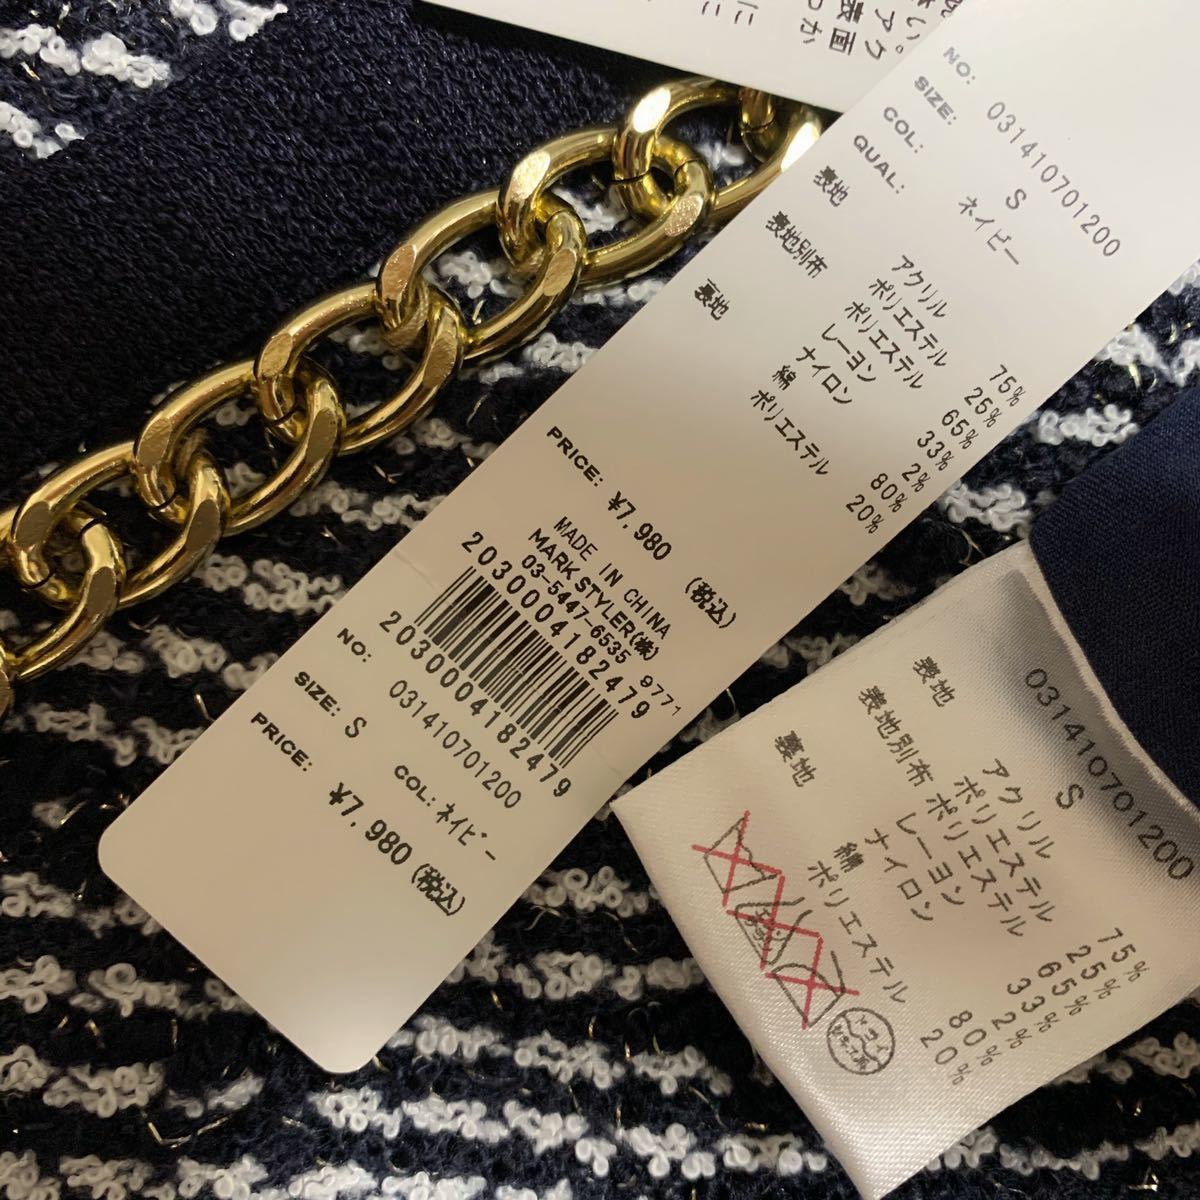 NO: 031410701200
SIZE: S
COL: ネイビー
QUAL:
表地 アクリル 75%
ポリエステル 25%
表地別布 ポリエステル 65%
レーヨン 33%
ナイロン 2%
裏地 綿 80%
ポリエステル 20%
PRICE: ¥7,980 (税込)
MADE IN CHINA
MARK STYLER(株)
03-5447-6535 9771
2030004182479
2030004182479
NO: 031410701200
SIZE: S COL: ネイビー
PRICE: ¥7,980 (税込)
031410701200
S
表地 アクリル 75%
ポリエステル 25%
表地別布 ポリエステル 65%
レーヨン 33%
ナイロン 2%
裏地 綿 80%
ポリエステル 20%